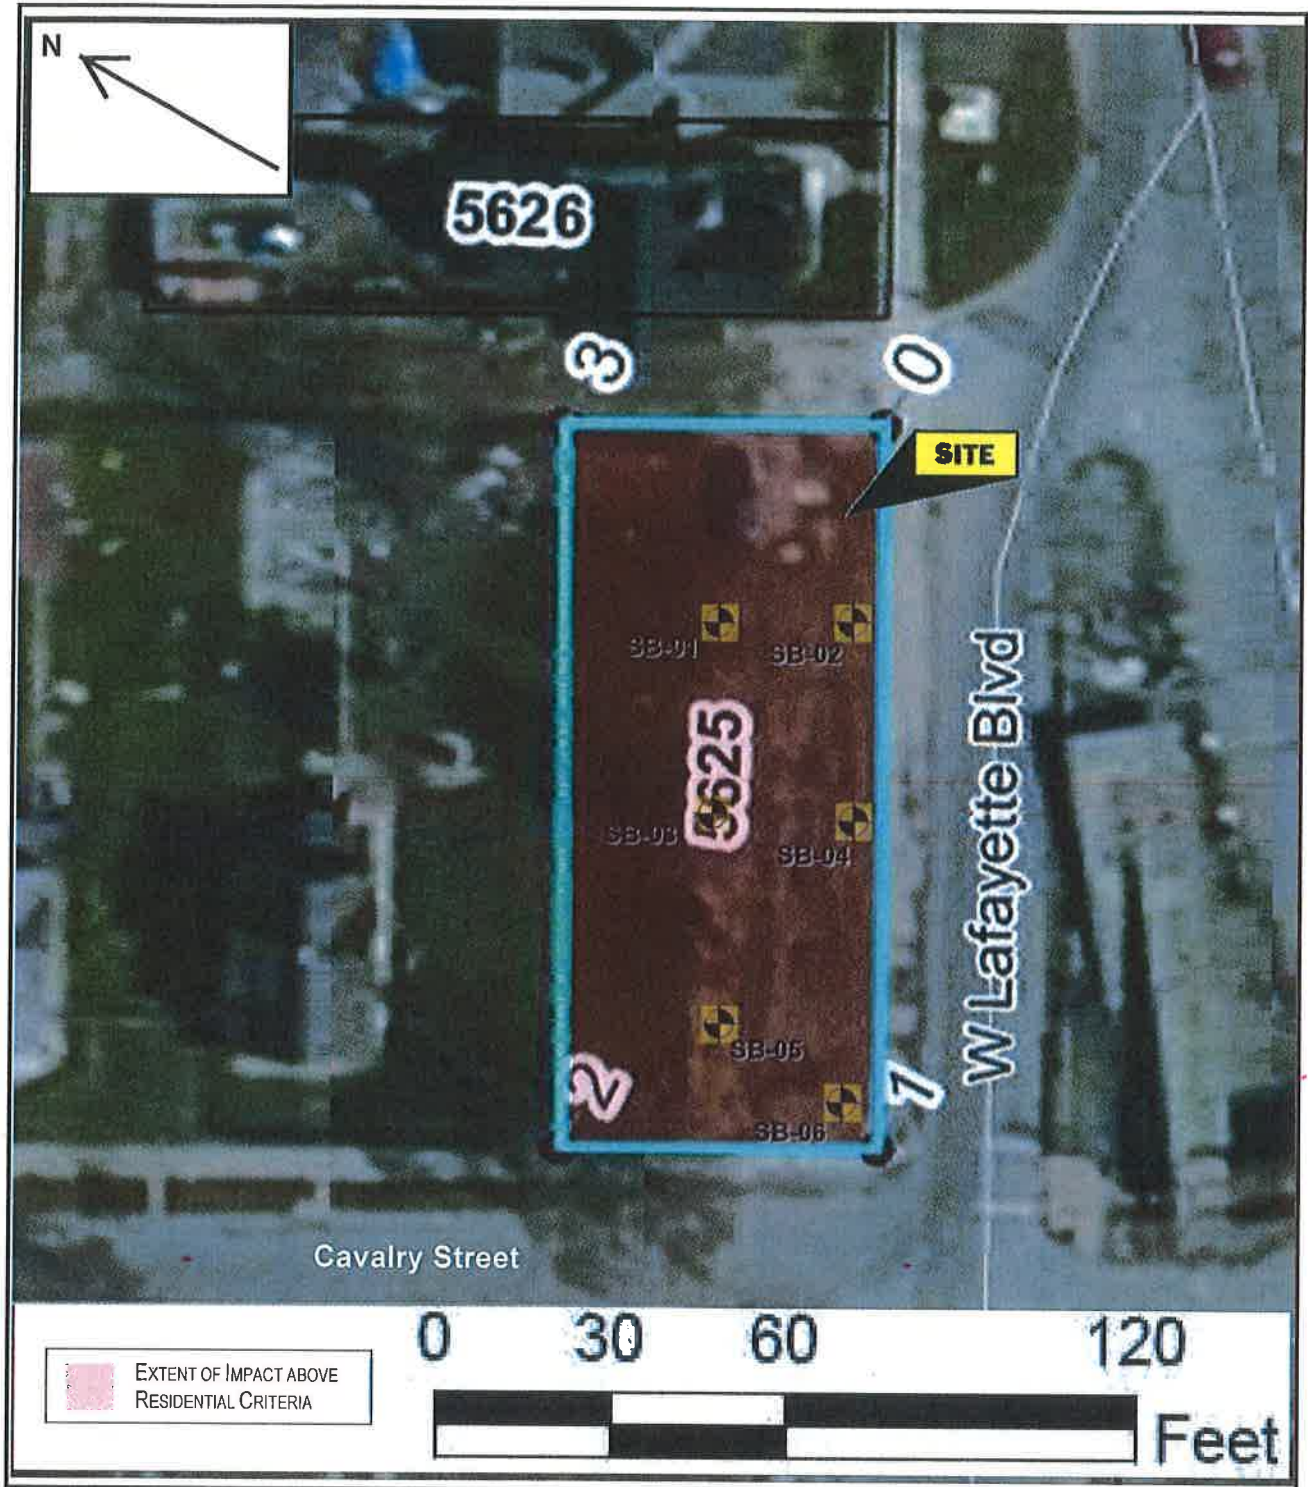 N
5626
3
0
SITE
SB-01
SB-02
5625
SB-03
SB-04
W Lafayette Blvd
SB-05
2
1
SB-06
Cavalry Street
0 30 60 120
EXTENT OF IMPACT ABOVE
RESIDENTIAL CRITERIA
Feet